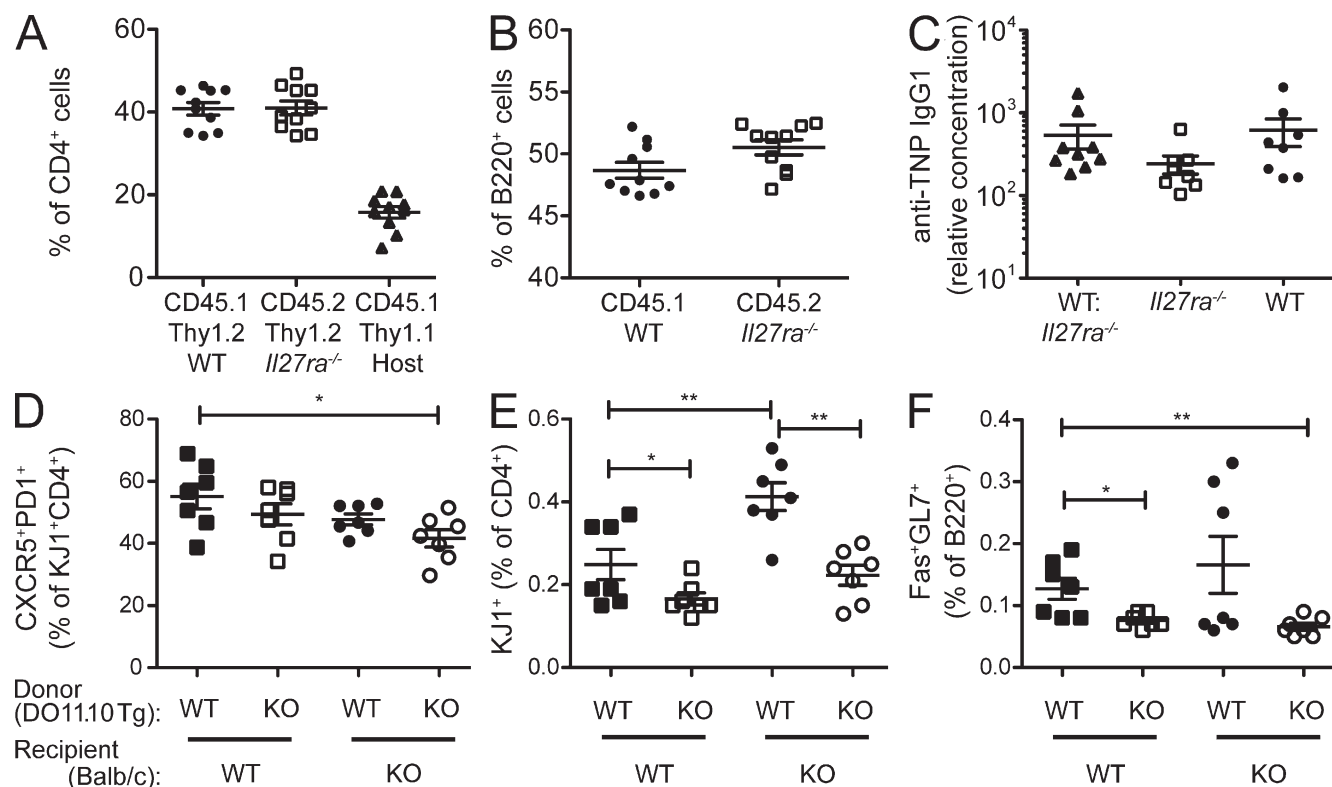 A
60
40
20
0
% of CD4⁺ cells
CD45.1
Thy1.2
WT
CD45.2
Thy1.2
Il27ra⁻/⁻
CD45.1
Thy1.1
Host
B
60
55
50
45
40
% of B220⁺ cells
CD45.1
WT
CD45.2
Il27ra⁻/⁻
C
10⁴
10³
10²
10¹
anti-TNP IgG1
(relative concentration)
WT:
Il27ra⁻/⁻
Il27ra⁻/⁻
WT
D
80
60
40
20
0
CXCR5⁺PD1⁺
(% of KJ1⁺CD4⁺)
*
E
0.6
0.4
0.2
0.0
KJ1⁺ (% of CD4⁺)
**
**
*
F
0.4
0.3
0.2
0.1
0.0
Fas⁺GL7⁺
(% of B220⁺)
**
*
Donor
(DO11.10 Tg): WT KO WT KO WT KO WT KO WT KO WT KO
Recipient
(Balb/c): WT KO WT KO WT KO